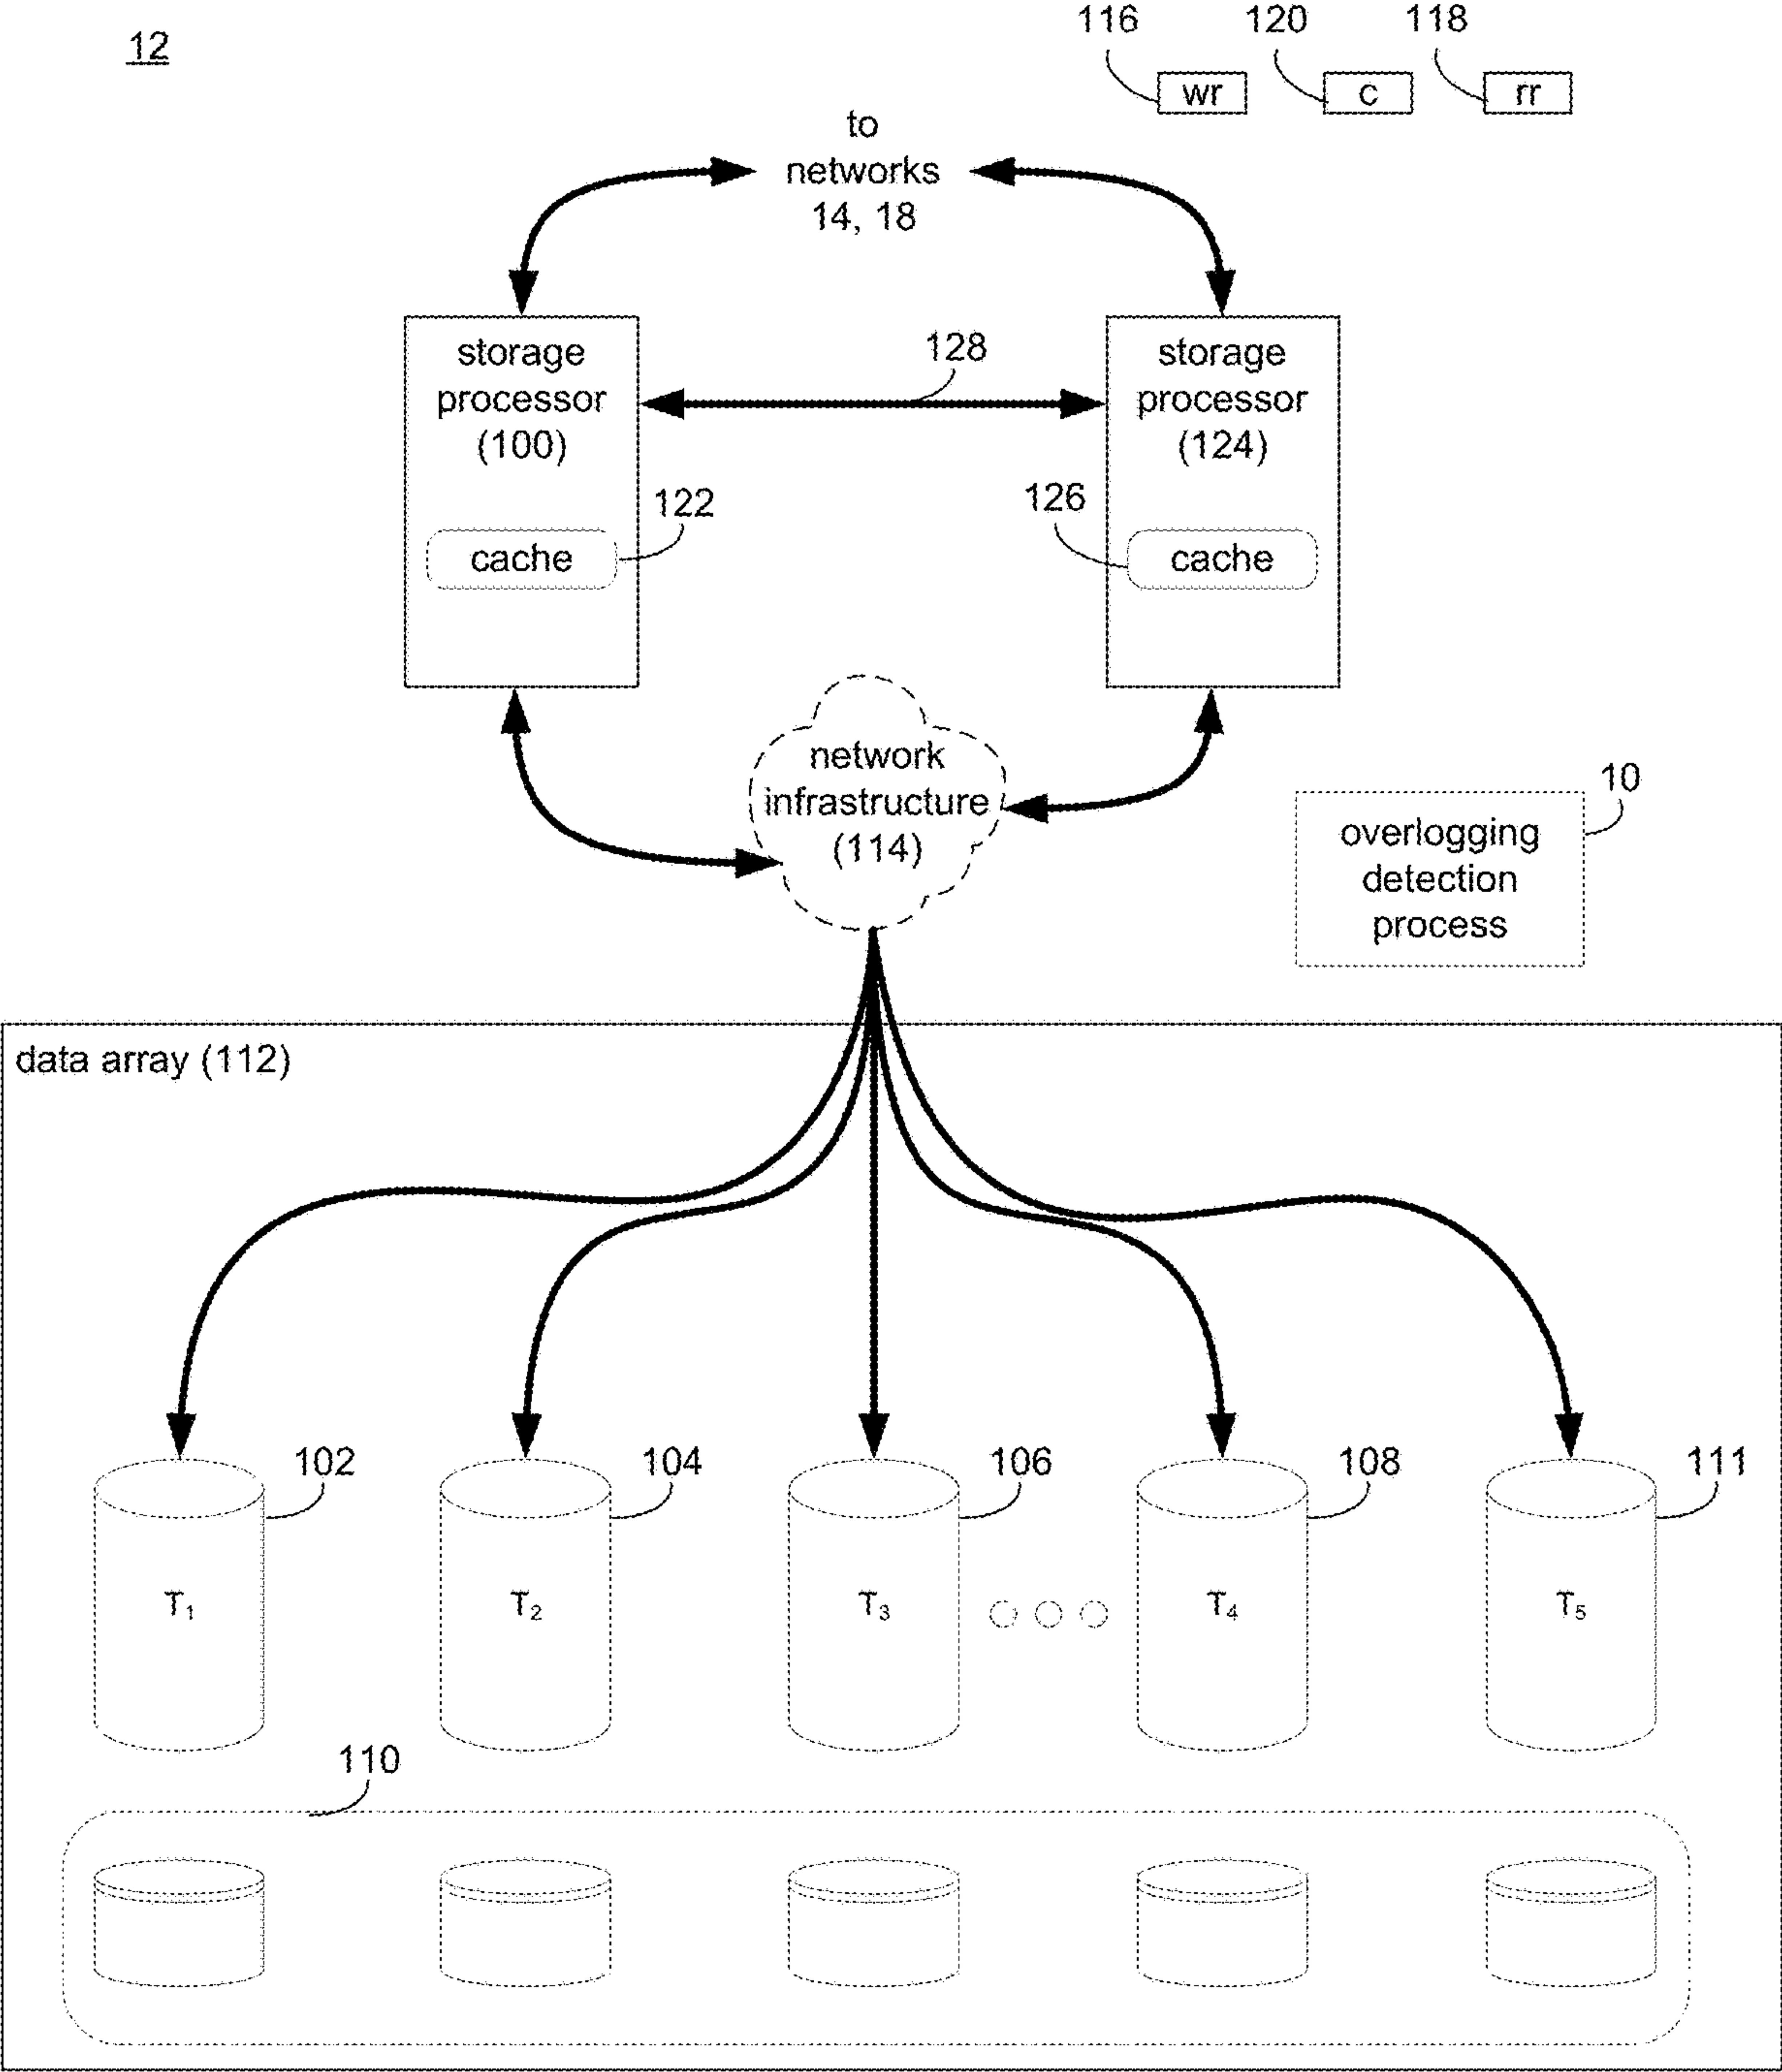 12
116
120
118
wr
c
rr
to
networks
14, 18
storage
processor
(100)
128
storage
processor
(124)
122
126
cache
cache
network
infrastructure
(114)
10
overlogging
detection
process
data array (112)
102
104
106
108
111
T1
T2
T3
T4
T5
110